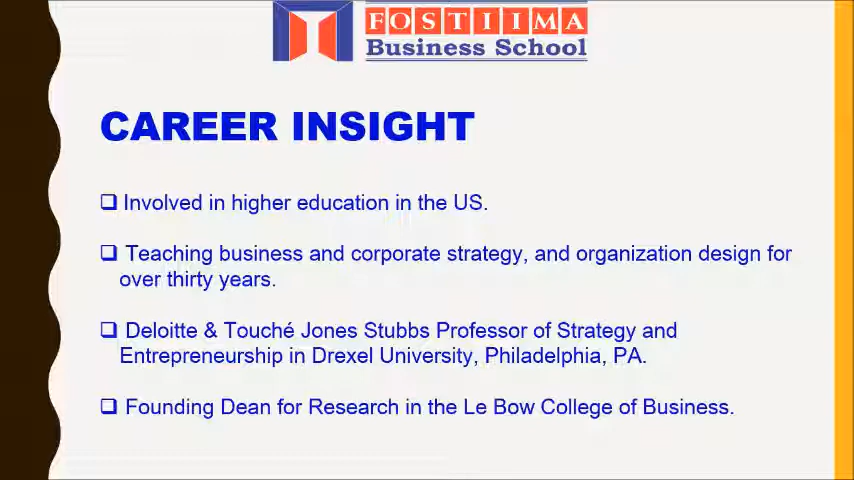 FOSTIIMA
Business School
CAREER INSIGHT
❑ Involved in higher education in the US.
❑ Teaching business and corporate strategy, and organization design for
over thirty years.
❑ Deloitte & Touché Jones Stubbs Professor of Strategy and
Entrepreneurship in Drexel University, Philadelphia, PA.
❑ Founding Dean for Research in the Le Bow College of Business.